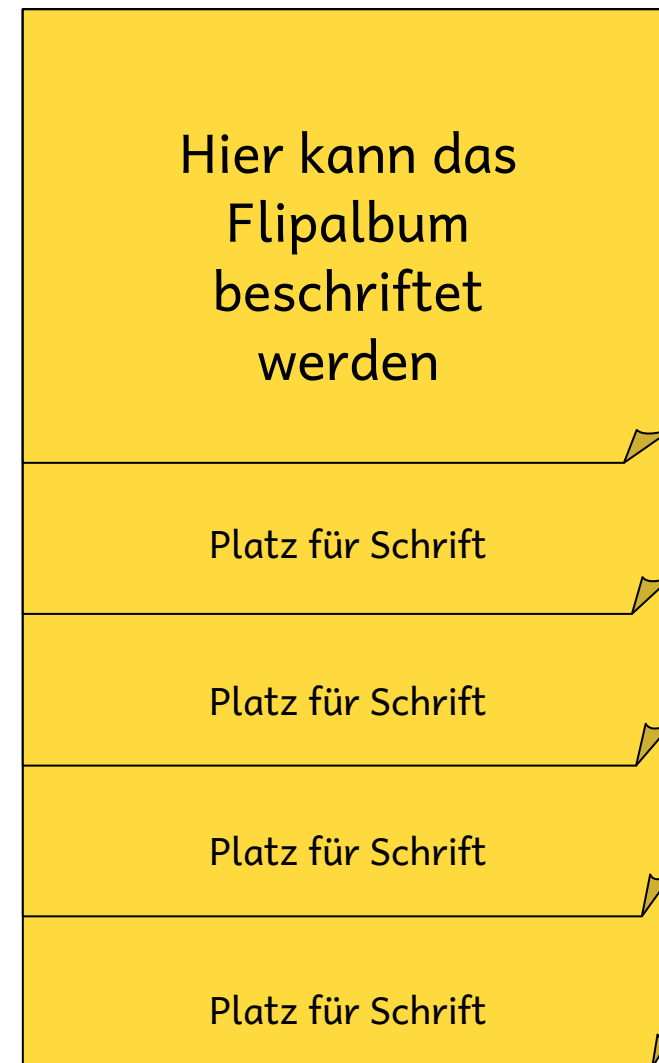 Hier kann das
Flipalbum
beschriftet
werden
Platz für Schrift
Platz für Schrift
Platz für Schrift
Platz für Schrift